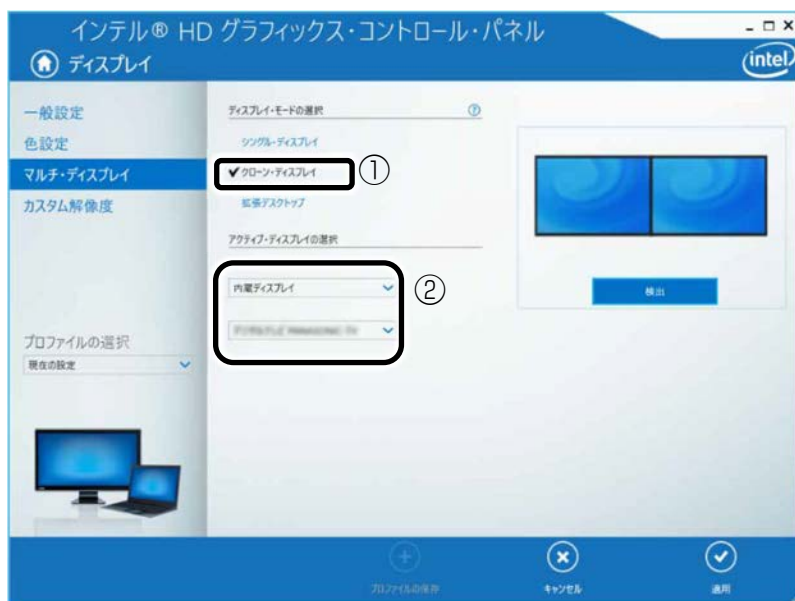 インテル® HD グラフィックス・コントロール・パネル
ディスプレイ
intel
一般設定
色設定
マルチ・ディスプレイ
カスタム解像度
プロファイルの選択
現在の設定
ディスプレイ・モードの選択
?
シングル・ディスプレイ
✔クローン・ディスプレイ
①
拡張デスクトップ
アクティブ・ディスプレイの選択
内蔵ディスプレイ
②
検出
プロファイルの保存
キャンセル
適用